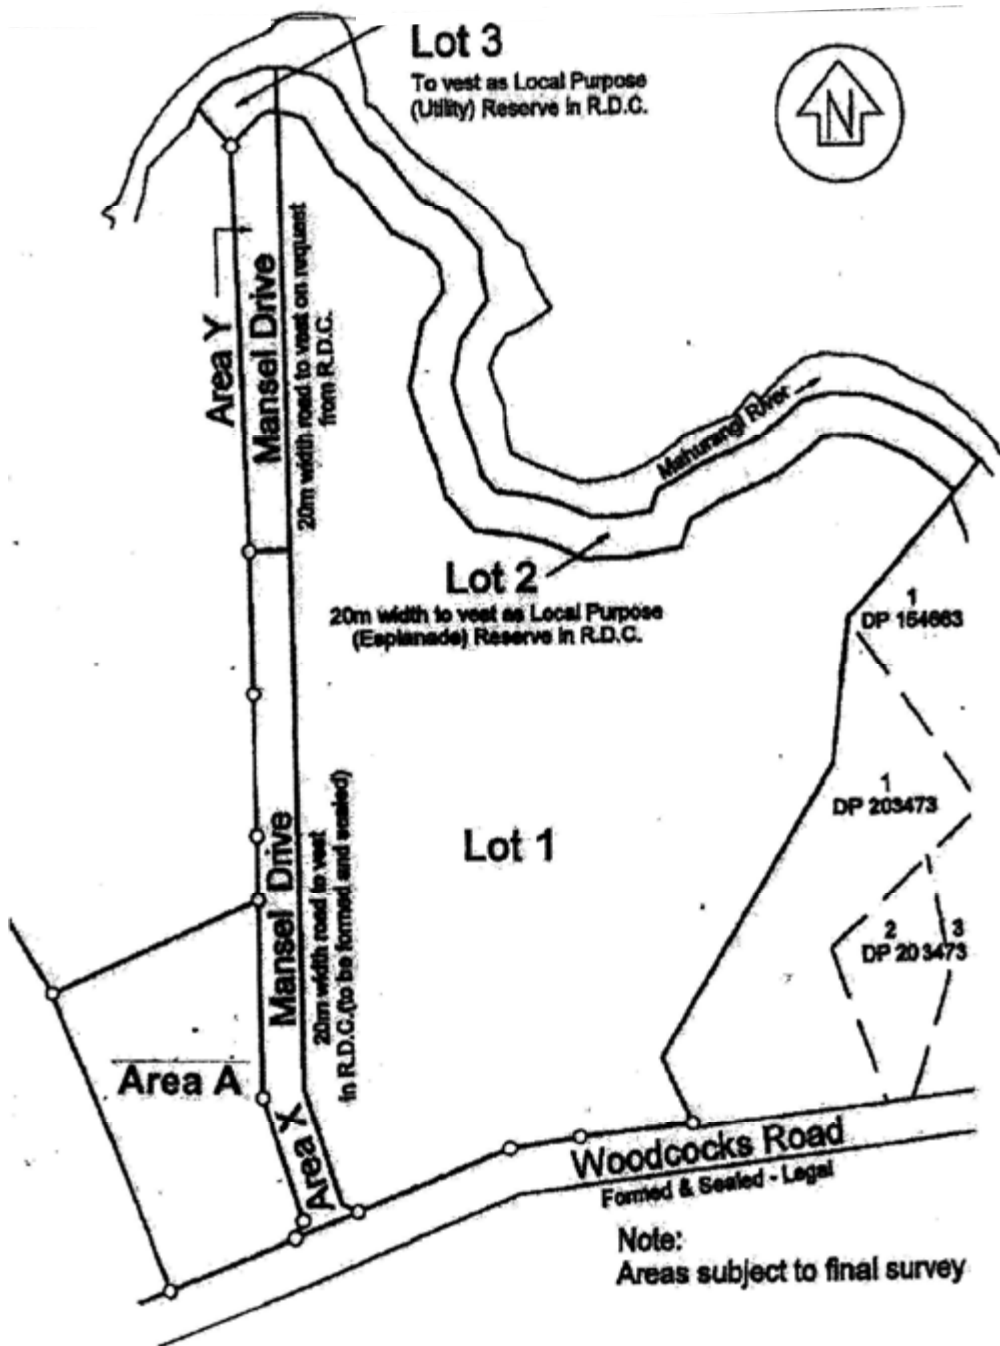 Lot 3
To vest as Local Purpose
(Utility) Reserve in R.D.C.
N
Area Y
Mansel Drive
20m width road to vest on request
from R.D.C.
Mahurangi River
Lot 2
20m width to vest as Local Purpose
(Esplanade) Reserve in R.D.C.
1
DP 154663
1
DP 203473
Lot 1
Mansel Drive
20m width road to vest
in R.D.C.(to be formed and sealed)
2
3
DP 203473
Area A
Area X
Woodcocks Road
Formed & Sealed - Legal
Note:
Areas subject to final survey